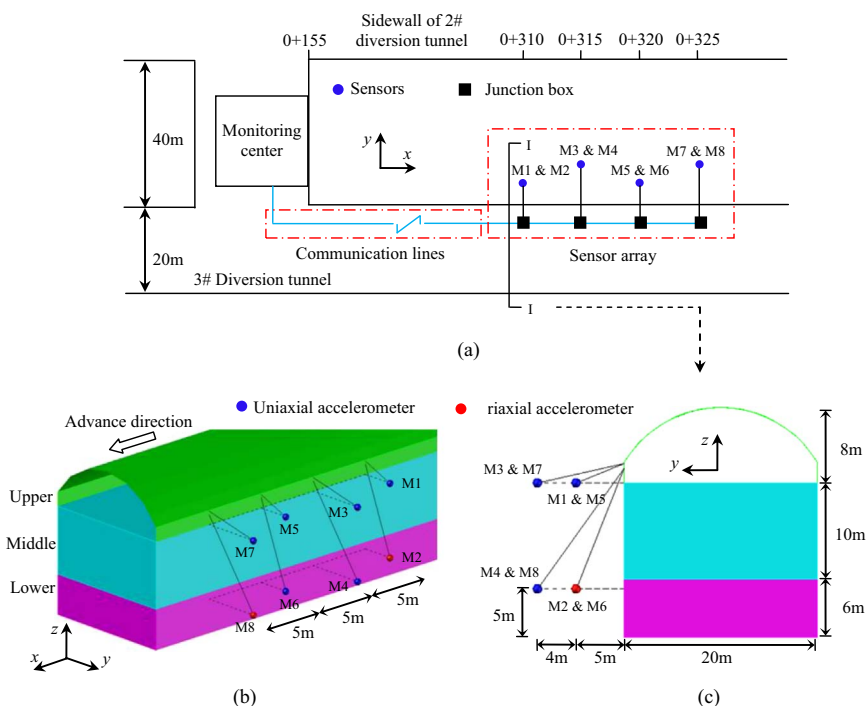 Sidewall of 2#
diversion tunnel
0+155
0+310
0+315
0+320
0+325
Sensors
Junction box
40m
Monitoring
center
y
x
I
M3 & M4
M7 & M8
M1 & M2
M5 & M6
20m
Communication lines
Sensor array
3# Diversion tunnel
I
(a)
Uniaxial accelerometer
riaxial accelerometer
Advance direction
Upper
Middle
Lower
M1
M3
M5
M7
M2
M4
M6
M8
5m
5m
5m
z
x
y
(b)
z
y
8m
M3 & M7
M1 & M5
10m
M4 & M8
M2 & M6
5m
6m
4m
5m
20m
(c)